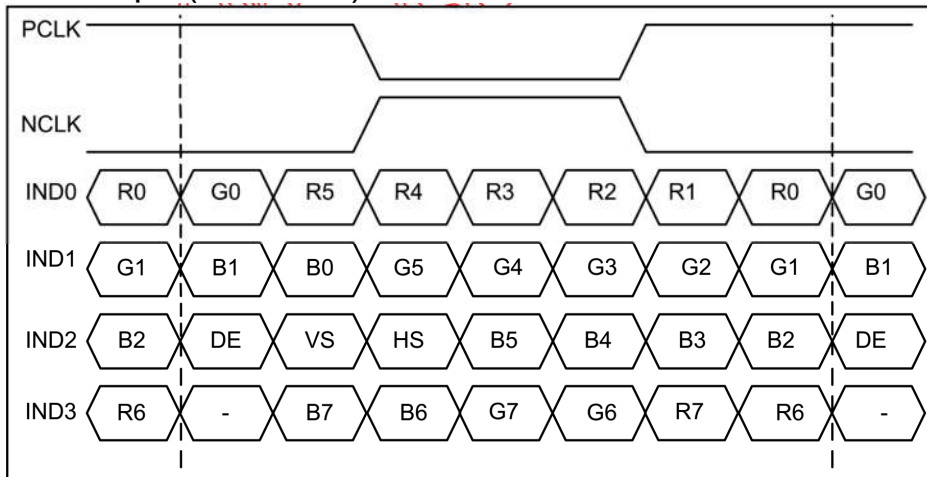 PCLK
NCLK
IND0 R0 G0 R5 R4 R3 R2 R1 R0 G0
IND1 G1 B1 B0 G5 G4 G3 G2 G1 B1
IND2 B2 DE VS HS B5 B4 B3 B2 DE
IND3 R6 - B7 B6 G7 G6 R7 R6 -